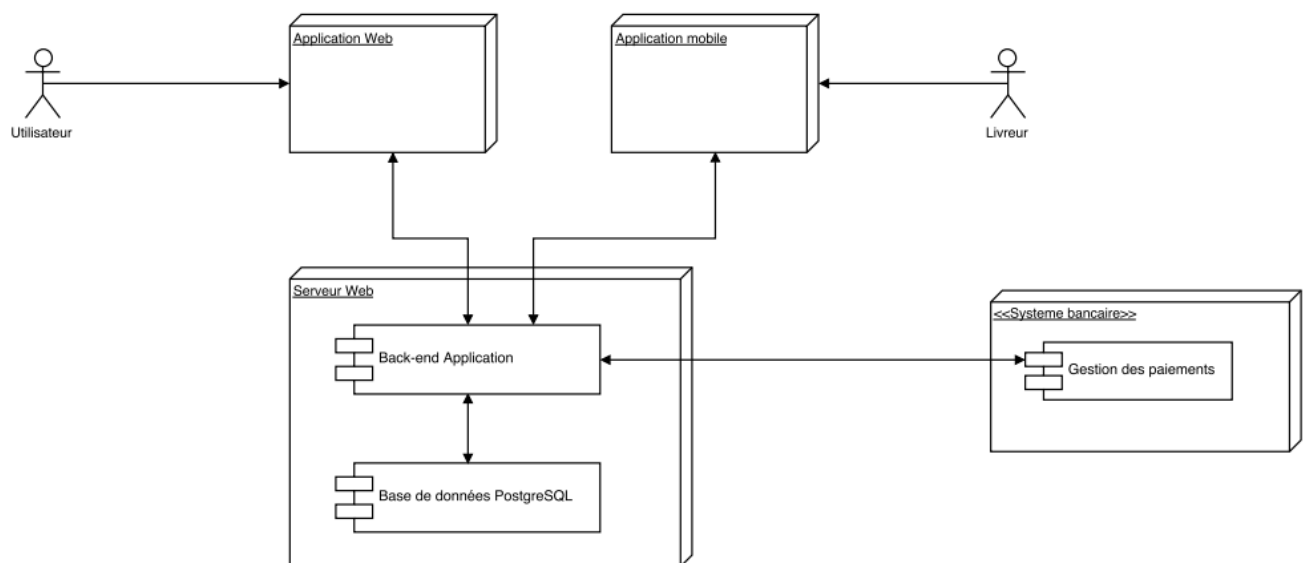 Application Web
Application mobile
Utilisateur
Livreur
Serveur Web
<<Systeme bancaire>>
Back-end Application
Gestion des paiements
Base de données PostgreSQL